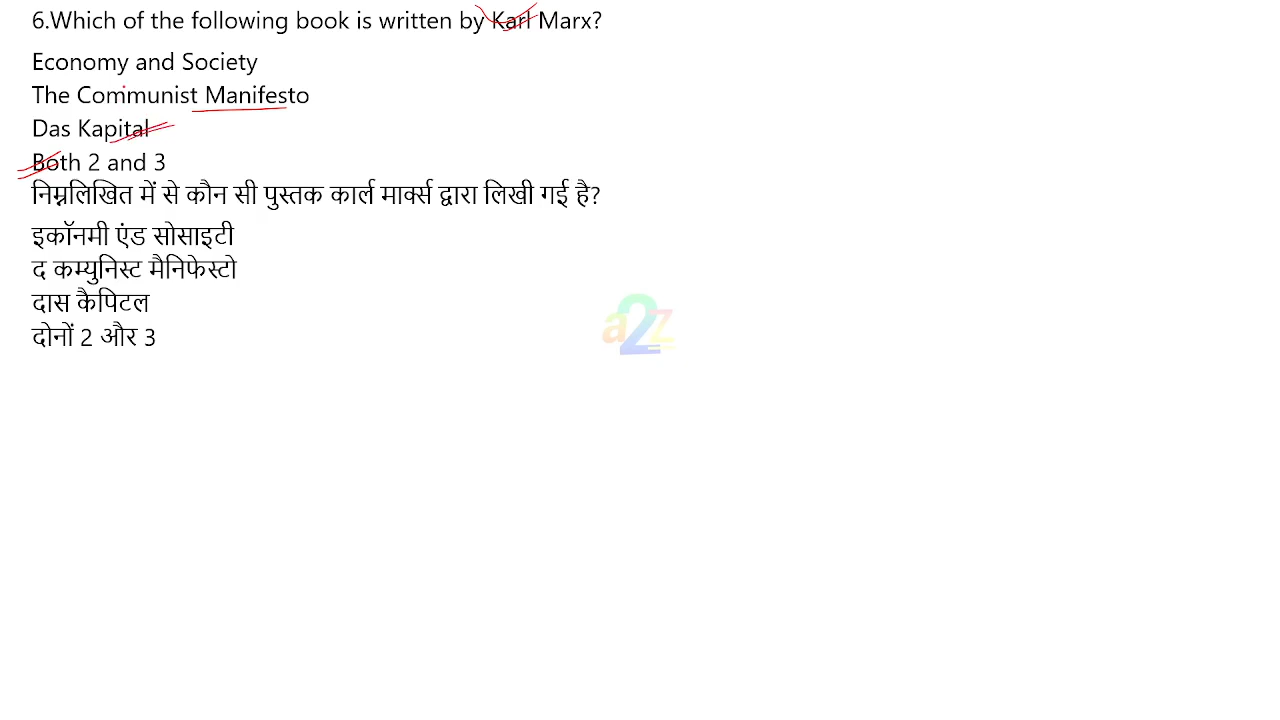 6.Which of the following book is written by Karl Marx?
Economy and Society
The Communist Manifesto
Das Kapital
Both 2 and 3
निम्नलिखित में से कौन सी पुस्तक कार्ल मार्क्स द्वारा लिखी गई है?
इकॉनमी एंड सोसाइटी
द कम्युनिस्ट मैनिफेस्टो
दास कैपिटल
दोनों 2 और 3
a2z